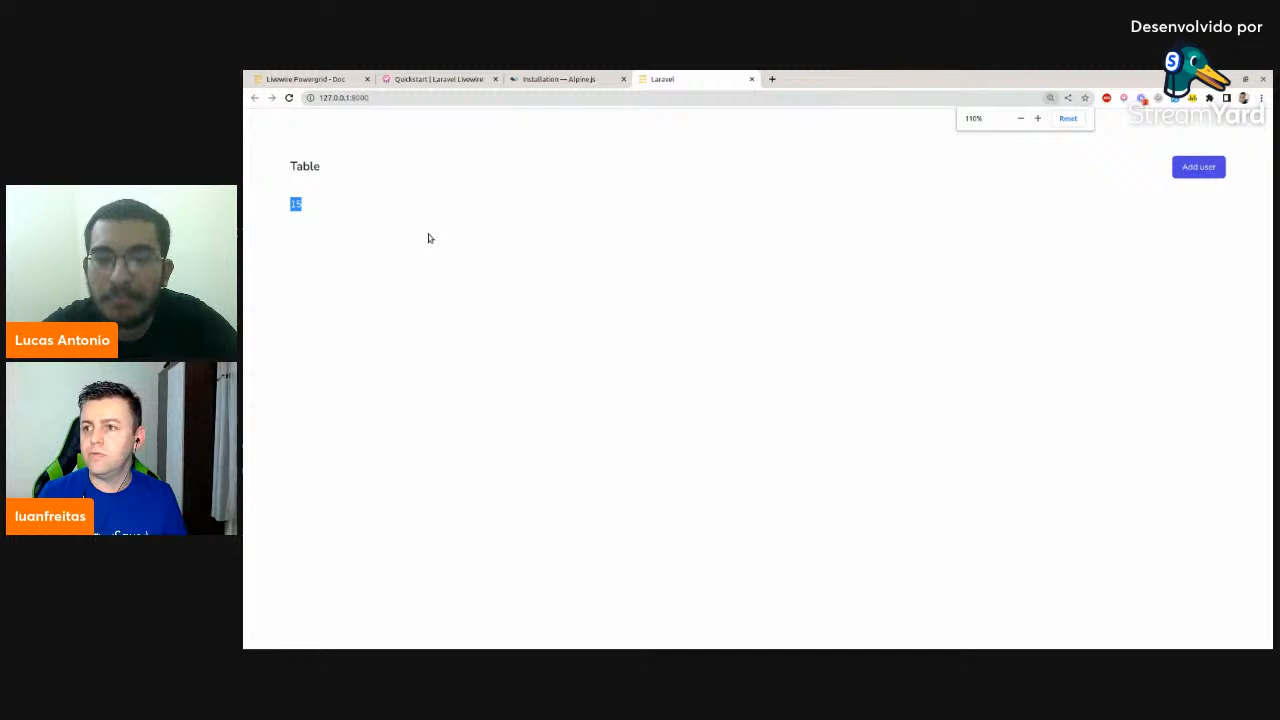 Desenvolvido por
S
StreamYard
Livewire Powergrid - Doc
Quickstart | Laravel Livewire
Installation — Alpine.js
Laravel
127.0.0.1:8000
110%
Reset
Table
Add user
15
Lucas Antonio
luanfreitas